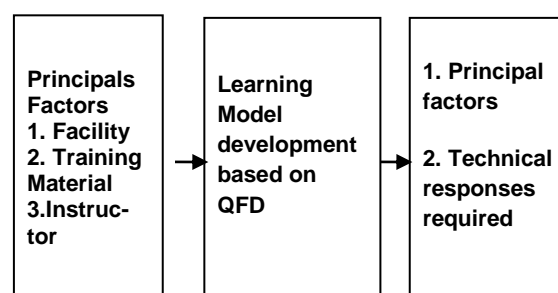 Principals
Factors
1. Facility
2. Training
Material
3.Instruc-
tor
Learning
Model
development
based on
QFD
1. Principal
factors
2. Technical
responses
required